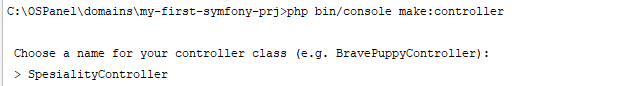 C:\OSPanel\domains\my-first-symfony-prj>php bin/console make:controller
Choose a name for your controller class (e.g. BravePuppyController):
> SpesialityController